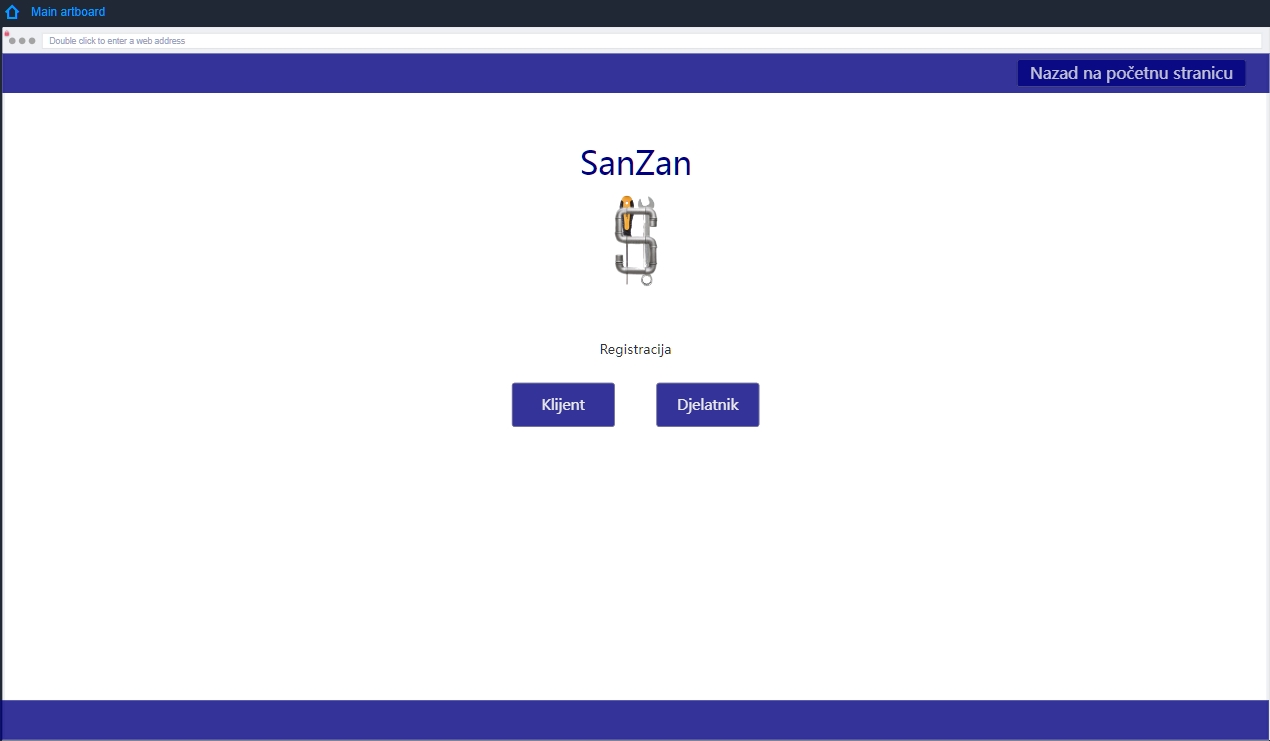 Main artboard
Double click to enter a web address
Nazad na početnu stranicu
SanZan
Registracija
Klijent
Djelatnik